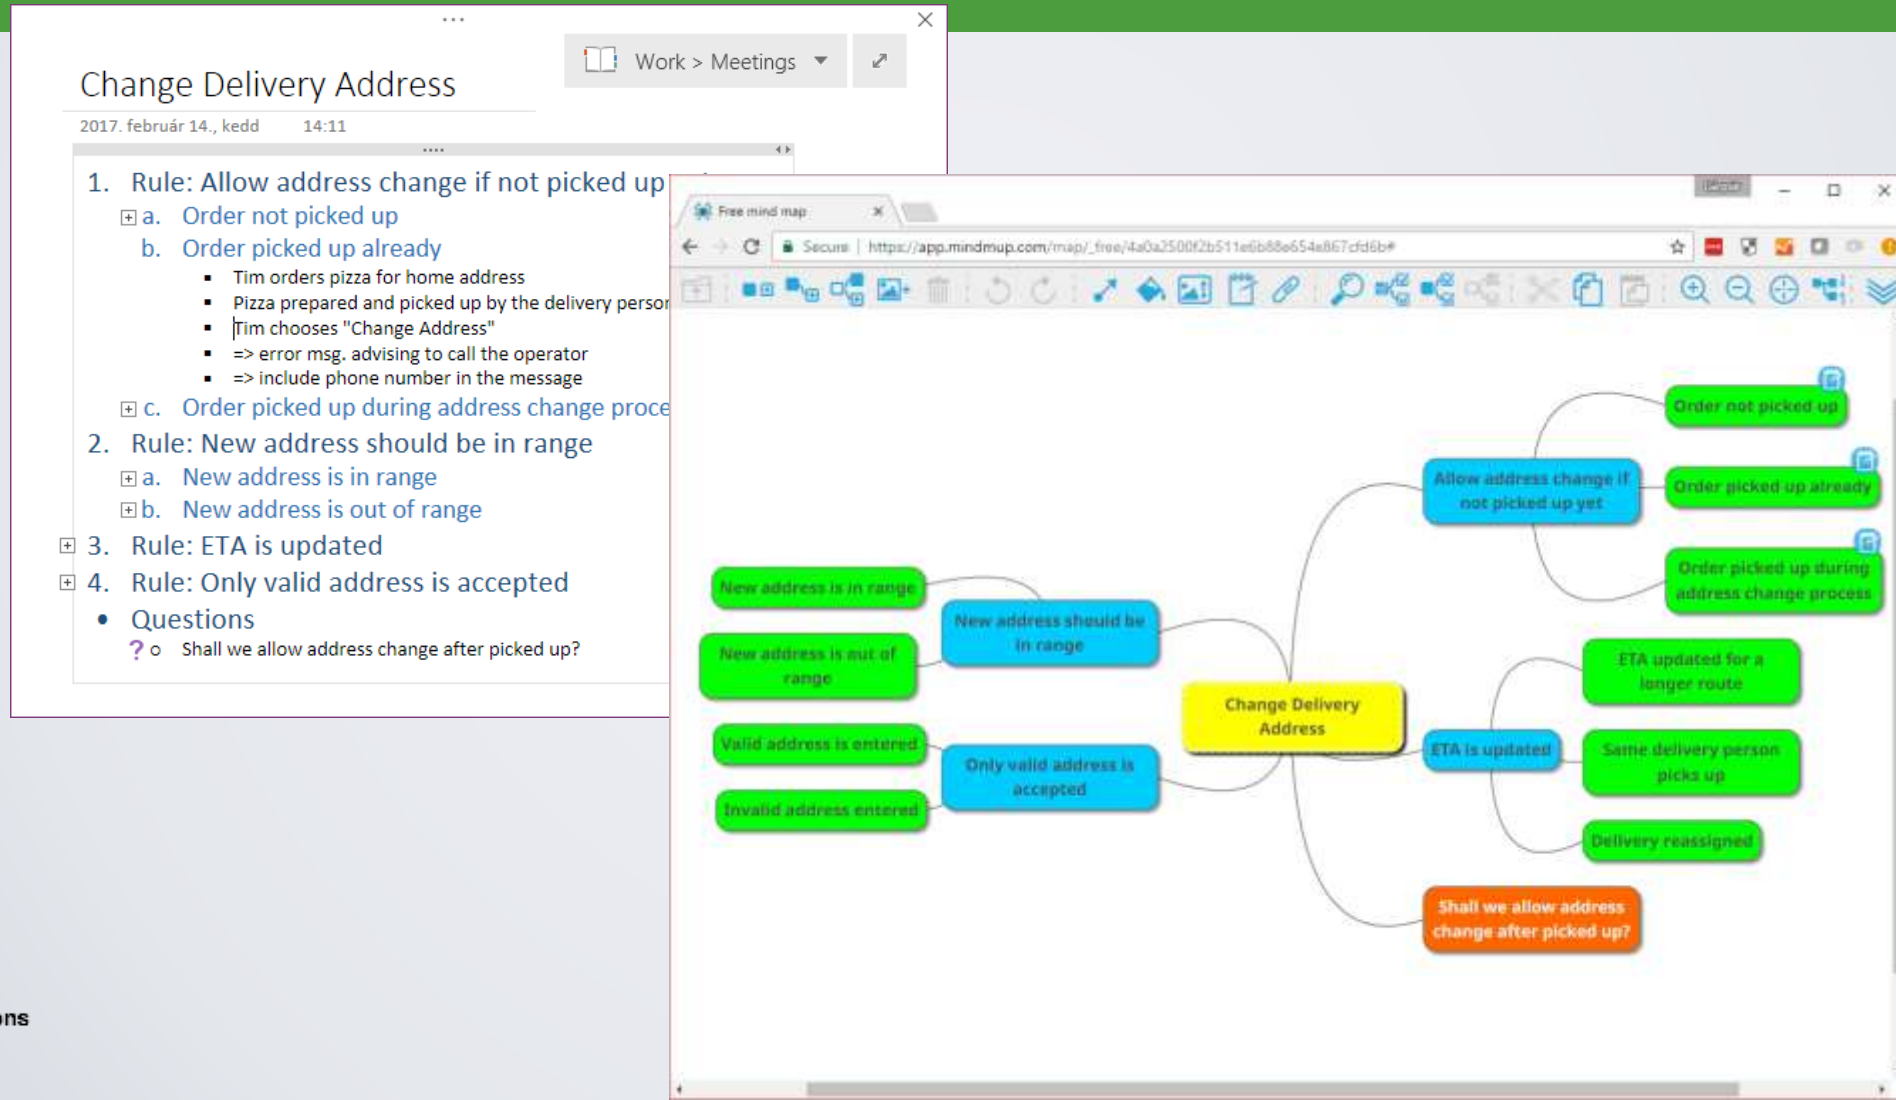 Change Delivery Address
Work > Meetings
2017. február 14., kedd 14:11
1. Rule: Allow address change if not picked up
a. Order not picked up
b. Order picked up already
Tim orders pizza for home address
Pizza prepared and picked up by the delivery person
Tim chooses "Change Address"
=> error msg. advising to call the operator
=> include phone number in the message
c. Order picked up during address change proce
2. Rule: New address should be in range
a. New address is in range
b. New address is out of range
3. Rule: ETA is updated
4. Rule: Only valid address is accepted
Questions
? Shall we allow address change after picked up?
Free mind map
Secure https://app.mindmup.com/map/_free/4a0a2500f2b511e6b88e654e867cfd6b#
Order not picked up
Allow address change if
not picked up yet
Order picked up already
Order picked up during
address change process
New address is in range
New address should be
in range
New address is out of
range
ETA updated for a
longer route
Change Delivery
Address
Valid address is entered
Only valid address is
accepted
ETA is updated
Same delivery person
picks up
Invalid address entered
Delivery reassigned
Shall we allow address
change after picked up?
ons